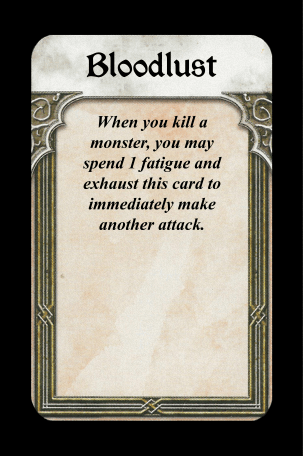 Bloodlust
When you kill a
monster, you may
spend 1 fatigue and
exhaust this card to
immediately make
another attack.